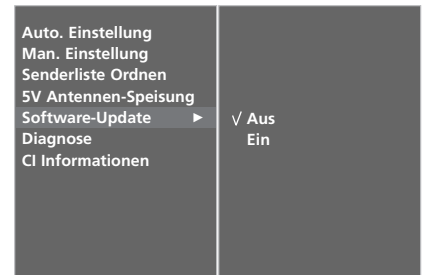 Auto. Einstellung
Man. Einstellung
Senderliste Ordnen
5V Antennen-Speisung
Software-Update ►
Diagnose
CI Informationen
√ Aus
Ein